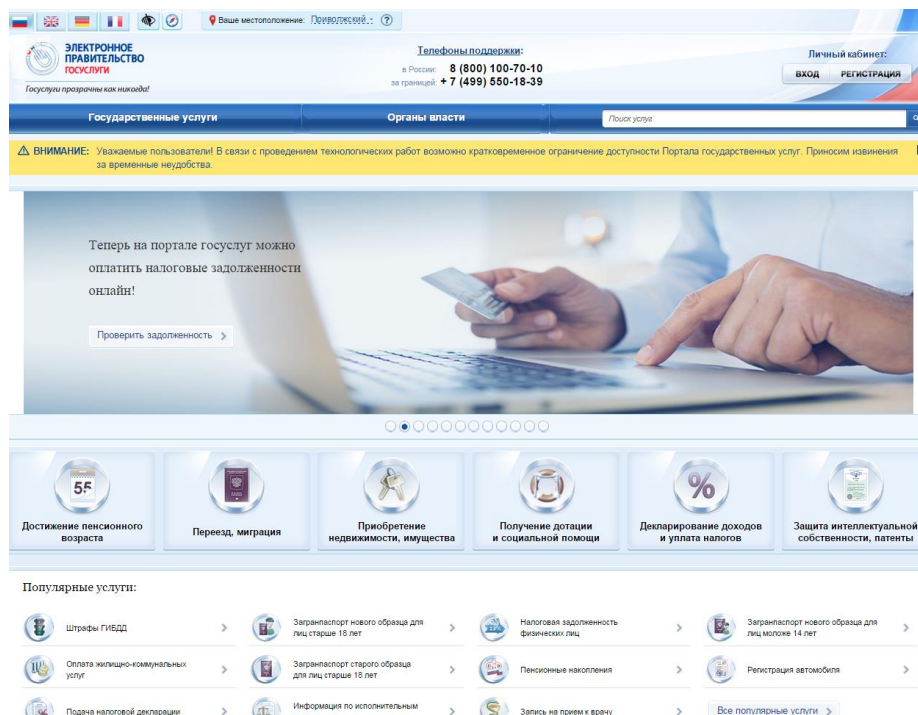 Ваше местоположение: Приволжский
ЭЛЕКТРОННОЕ
ПРАВИТЕЛЬСТВО
ГОСУСЛУГИ
Госуслуги прозрачны как никогда!
Телефоны поддержки:
в России: 8 (800) 100-70-10
за границей: + 7 (499) 550-18-39
Личный кабинет:
ВХОД РЕГИСТРАЦИЯ
Государственные услуги
Органы власти
Поиск услуг
ВНИМАНИЕ: Уважаемые пользователи! В связи с проведением технологических работ возможно кратковременное ограничение доступности Портала государственных услуг. Приносим извинения
за временные неудобства.
Теперь на портале госуслуг можно
оплатить налоговые задолженности
онлайн!
Проверить задолженность
55
Достижение пенсионного
возраста
Переезд, миграция
Приобретение
недвижимости, имущества
Получение дотации
и социальной помощи
%
Декларирование доходов
и уплата налогов
Защита интеллектуальной
собственности, патенты
Популярные услуги:
Штрафы ГИБДД
Загранпаспорт нового образца для
лиц старше 18 лет
Налоговая задолженность
физических лиц
Загранпаспорт нового образца для
лиц моложе 14 лет
Оплата жилищно-коммунальных
услуг
Загранпаспорт старого образца
для лиц старше 18 лет
Пенсионные накопления
Регистрация автомобиля
Подача налоговой декларации
Информация по исполнительным
Запись на прием к врачу
Все популярные услуги